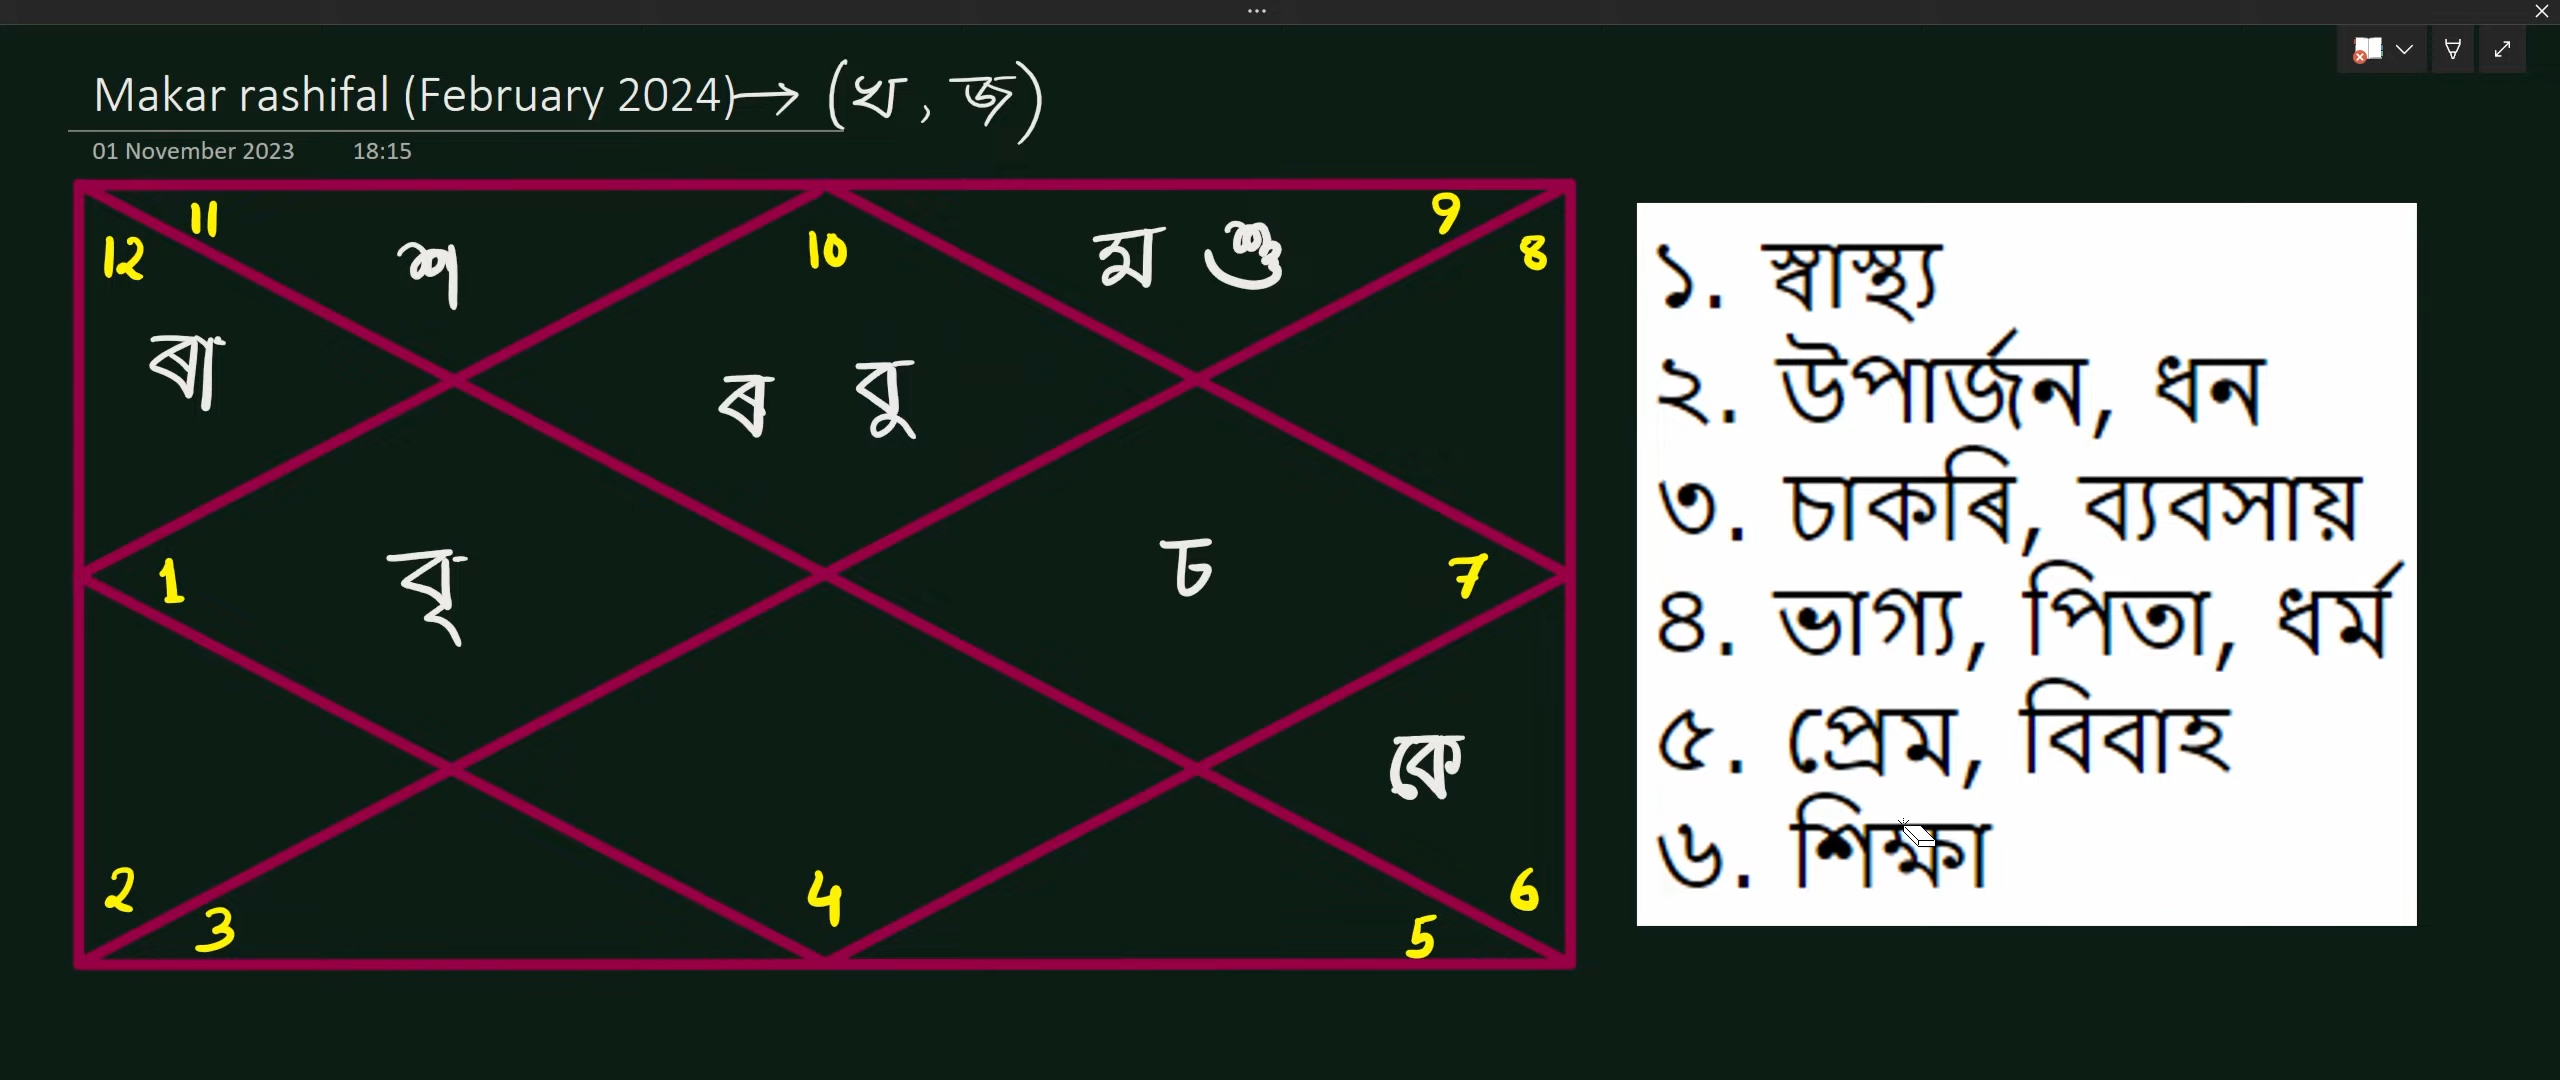 Makar rashifal (February 2024)→ (খ, জ)
01 November 2023 18:15
11
12
শ
10
ম শু
9
8
ৰা
ৰ বু
1
বৃ
চ
7
কে
2
3
4
5
6
১. স্বাস্থ্য
২. উপাৰ্জন, ধন
৩. চাকৰি, ব্যবসায়
৪. ভাগ্য, পিতা, ধৰ্ম
৫. প্ৰেম, বিবাহ
৬. শিক্ষা